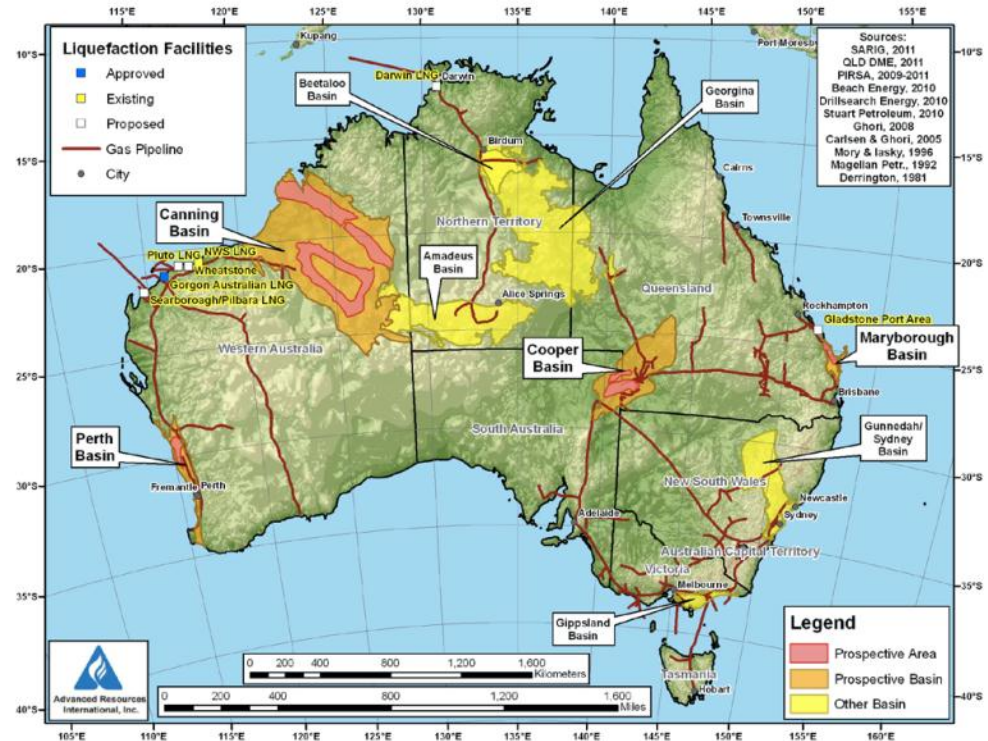 115°E
120°E
130°E
135°E
145°E
150°E
155°E
Liquefaction Facilities
Approved
Existing
Proposed
Gas Pipeline
City
Kupang
Port Moresby
Sources:
SARIG, 2011
QLD DME, 2011
PIRSA, 2009-2011
Beach Energy, 2010
Drillsearch Energy, 2010
Stuart Petroleum, 2010
Ghori, 2008
Carlsen & Ghori, 2005
Mory & Iasky, 1996
Magellan Petr., 1992
Derrington, 1981
10°S
10°S
Darwin LNG
Darwin
Beetaloo
Basin
Georgina
Basin
Birdum
15°S
15°S
Cairns
Canning
Basin
Northern Territory
Townsville
Pluto LNG
NWS LNG
Wheatstone
Gorgon Australian LNG
Scarborough/Pilbara LNG
Amadeus
Basin
20°S
20°S
Alice Springs
Queensland
Rockhampton
Gladstone Port Area
Western Australia
Cooper
Basin
Maryborough
Basin
25°S
25°S
Brisbane
South Australia
Perth
Basin
Gunnedah/
Sydney
Basin
New South Wales
30°S
30°S
Fremantle
Perth
Newcastle
Sydney
Adelaide
Australian Capital Territory
Victoria
Melbourne
35°S
35°S
Gippsland
Basin
Legend
Prospective Area
Prospective Basin
Other Basin
Advanced Resources
International, Inc.
0 200 400 800 1,200 1,600
Kilometers
0 200 400 800 1,200 1,600
Miles
Tasmania
Hobart
40°S
40°S
105°E
110°E
115°E
120°E
125°E
130°E
135°E
140°E
145°E
150°E
155°E
160°E